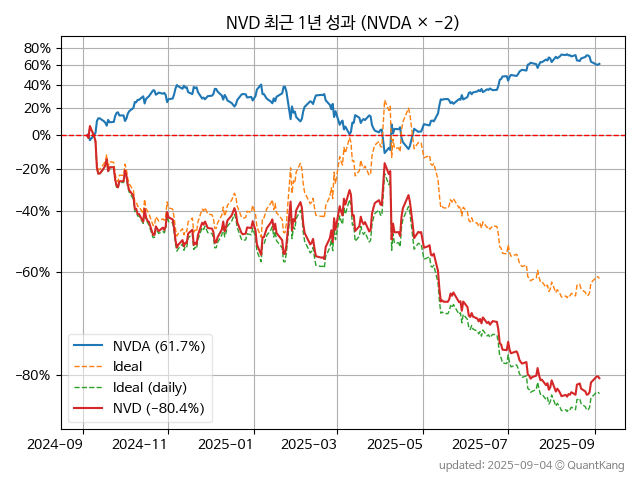 NVD 최근 1년 성과 (NVDA × −2)
80%
60%
40%
20%
0%
−20%
−40%
−60%
−80%
NVDA (61.7%)
Ideal
Ideal (daily)
NVD (−80.4%)
2024−09
2024−11
2025−01
2025−03
2025−05
2025−07
2025−09
updated: 2025−09−04 © QuantKang